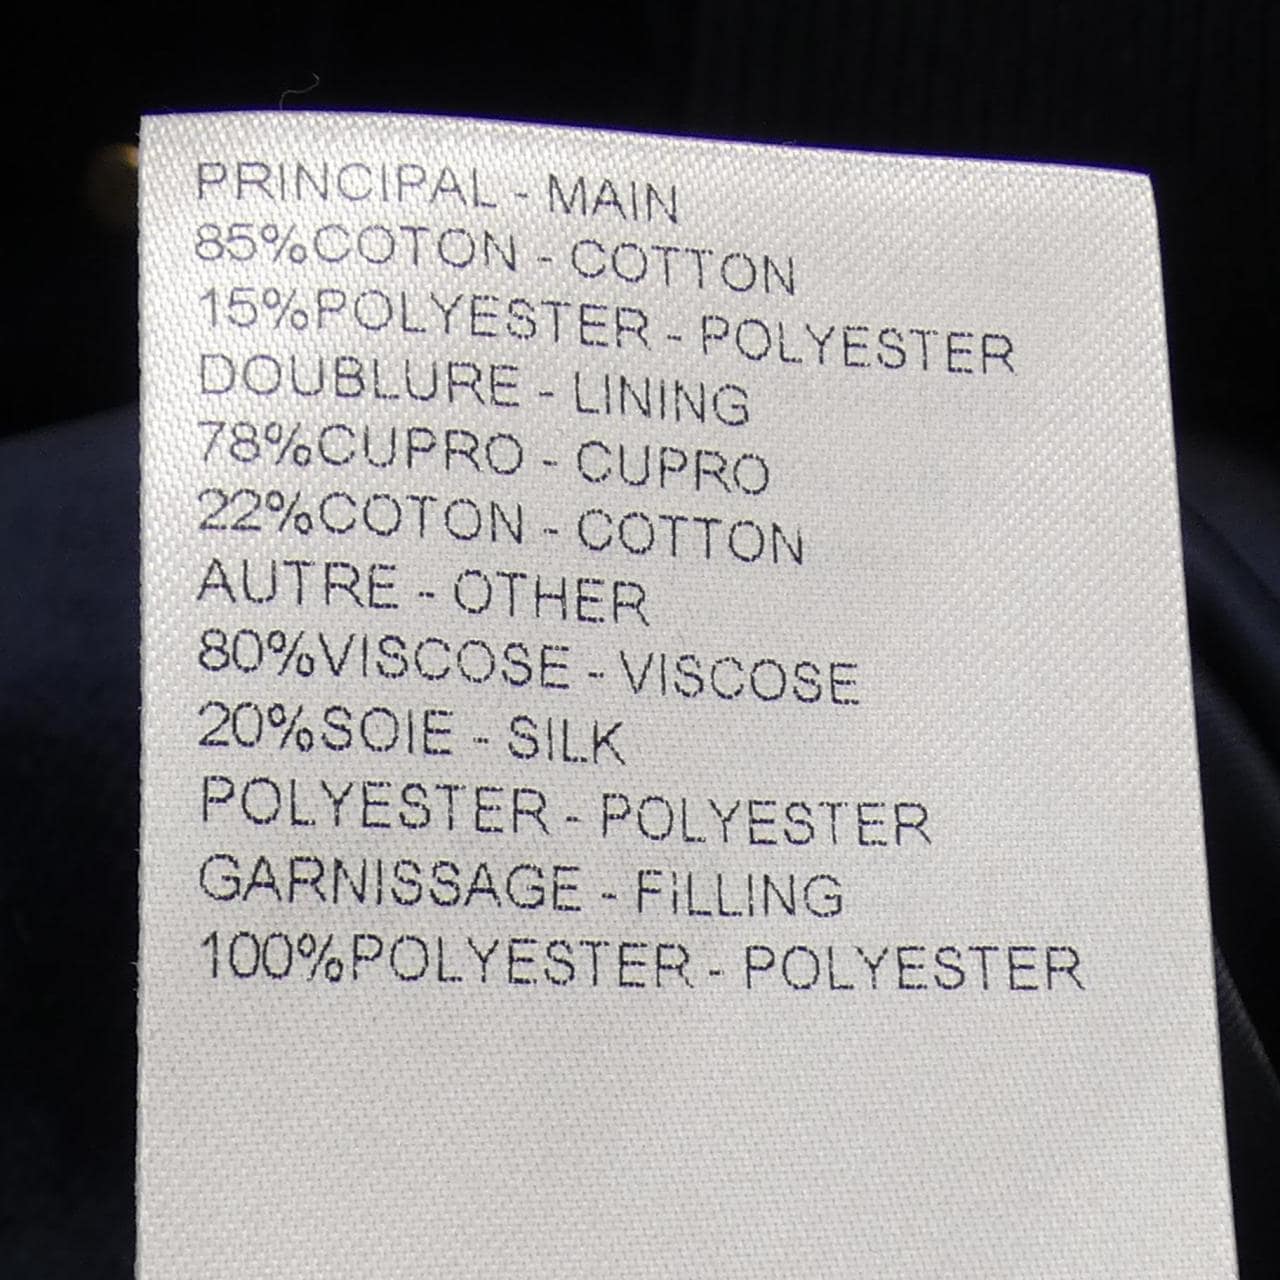 PRINCIPAL - MAIN
85%COTON - COTTON
15%POLYESTER - POLYESTER
DOUBLURE - LINING
78%CUPRO - CUPRO
22%COTON - COTTON
AUTRE - OTHER
80%VISCOSE - VISCOSE
20%SOIE - SILK
POLYESTER - POLYESTER
GARNISSAGE - FILLING
100%POLYESTER - POLYESTER